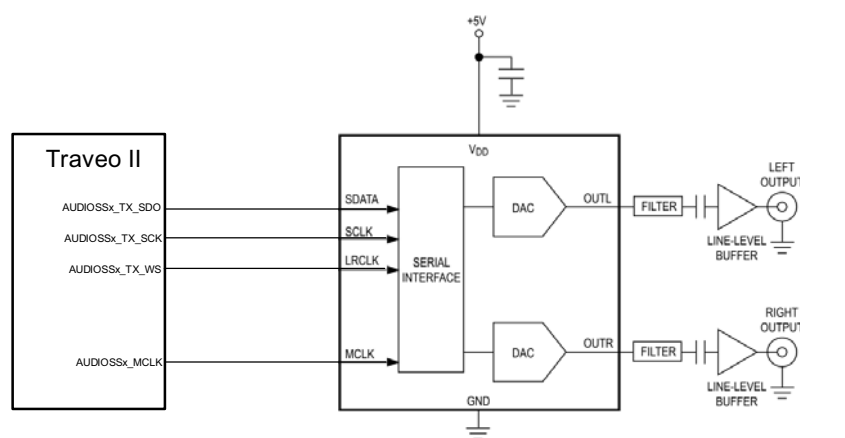 +5V
Traveo II
VDD
AUDIOSSx_TX_SDO
SDATA
DAC
OUTL
FILTER
LEFT
OUTPUT
LINE-LEVEL
BUFFER
AUDIOSSx_TX_SCK
SCLK
AUDIOSSx_TX_WS
LRCLK
SERIAL
INTERFACE
AUDIOSSx_MCLK
MCLK
DAC
OUTR
FILTER
RIGHT
OUTPUT
LINE-LEVEL
BUFFER
GND